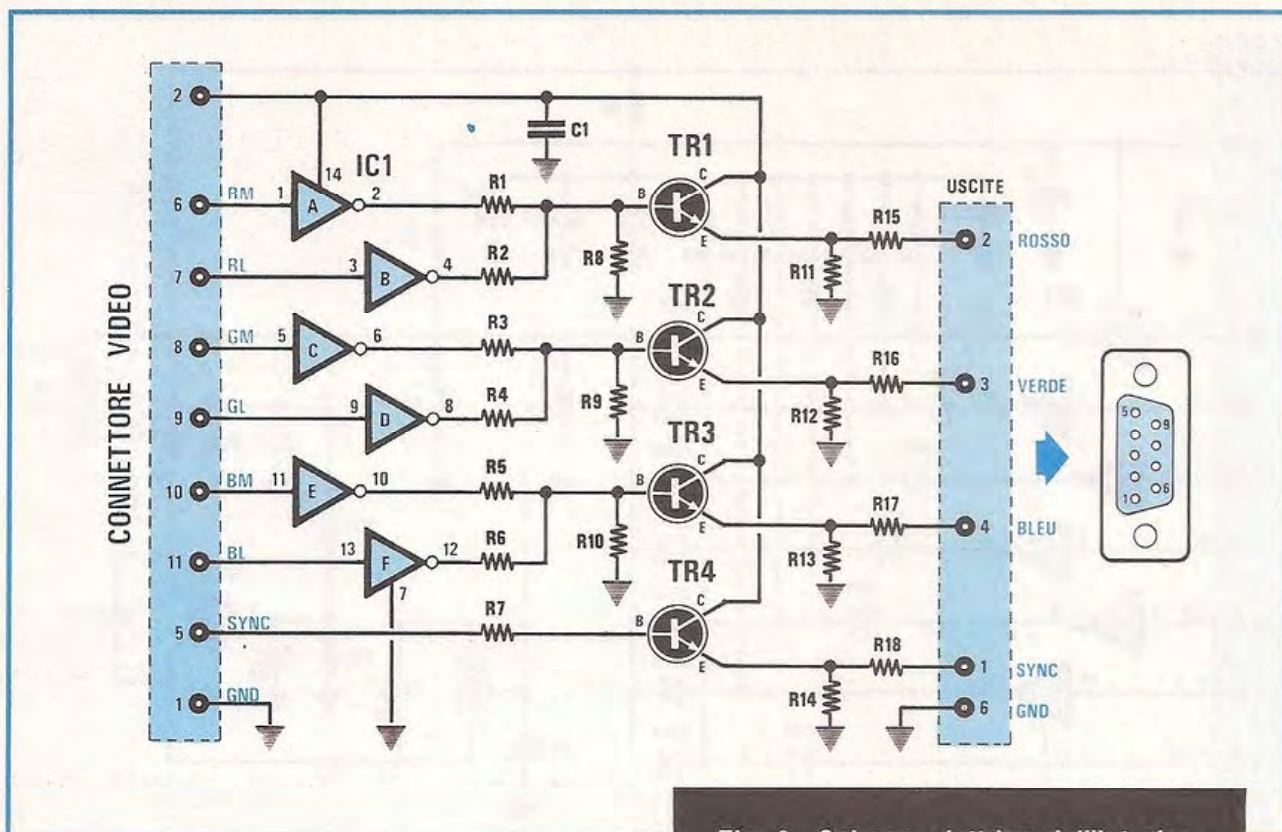 2
C1
TR1
C
B
E
IC1
14
6
RM
1
A
2
R1
R8
USCITE
R15
2
ROSSO
R11
7
RL
3
B
4
R2
TR2
C
B
E
8
GM
5
C
6
R3
R9
R16
3
VERDE
R12
CONNETTORE VIDEO
9
GL
9
D
8
R4
TR3
C
B
E
5
9
1
6
10
BM
11
E
10
R5
R10
R17
4
BLEU
R13
11
BL
13
F
12
7
R6
TR4
C
B
E
5
SYNC
R7
R18
1
SYNC
R14
1
GND
6
GND